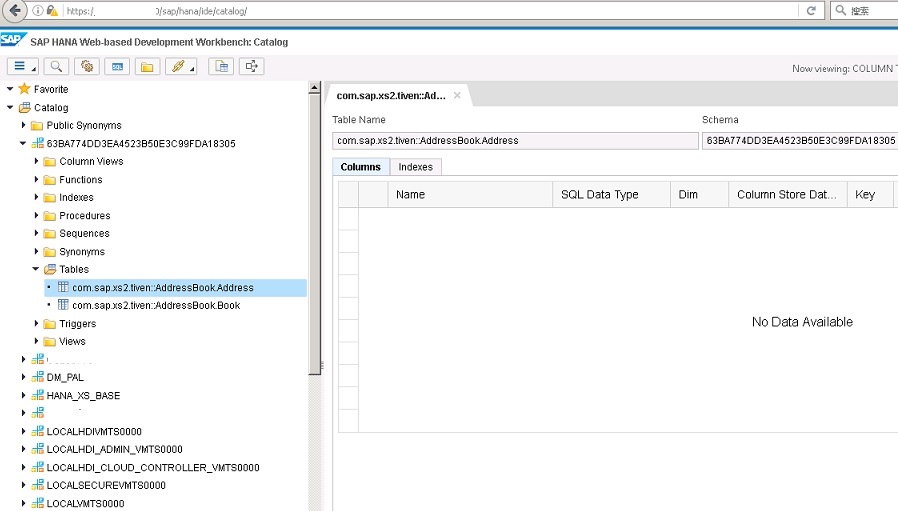 https:// 0/sap/hana/ide/catalog/
搜索
SAP SAP HANA Web-based Development Workbench: Catalog
SQL
Now viewing: COLUMN T
Favorite
Catalog
Public Synonyms
63BA774DD3EA4523B50E3C99FDA18305
Column Views
Functions
Indexes
Procedures
Sequences
Synonyms
Tables
com.sap.xs2.tiven::AddressBook.Address
com.sap.xs2.tiven::AddressBook.Book
Triggers
Views
DM_PAL
HANA_XS_BASE
LOCALHDIVMTS0000
LOCALHDI_ADMIN_VMTS0000
LOCALHDI_CLOUD_CONTROLLER_VMTS0000
LOCALSECUREVMTS0000
LOCALVMTS0000
com.sap.xs2.tiven::Ad...
Table Name
Schema
com.sap.xs2.tiven::AddressBook.Address
63BA774DD3EA4523B50E3C99FDA18305
Columns
Indexes
Name
SQL Data Type
Dim
Column Store Dat...
Key
No Data Available